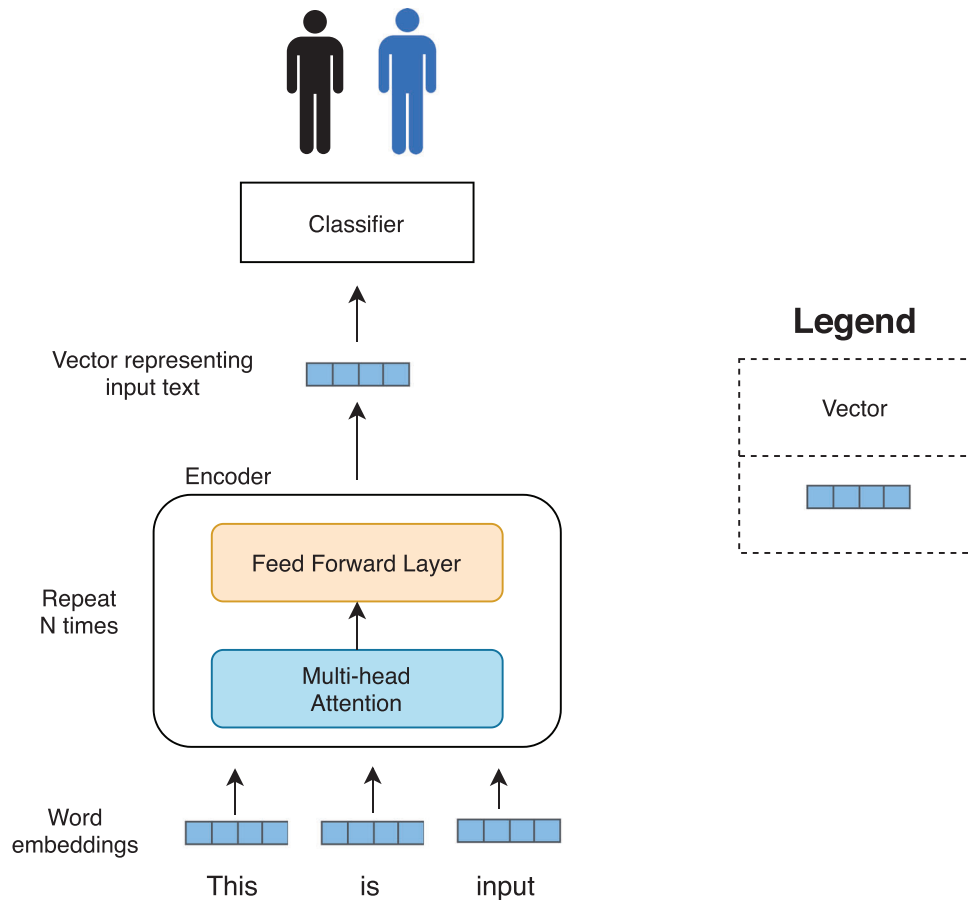 Classifier
Legend
Vector representing
input text
Vector
Encoder
Feed Forward Layer
Repeat
N times
Multi-head
Attention
Word
embeddings
This is input